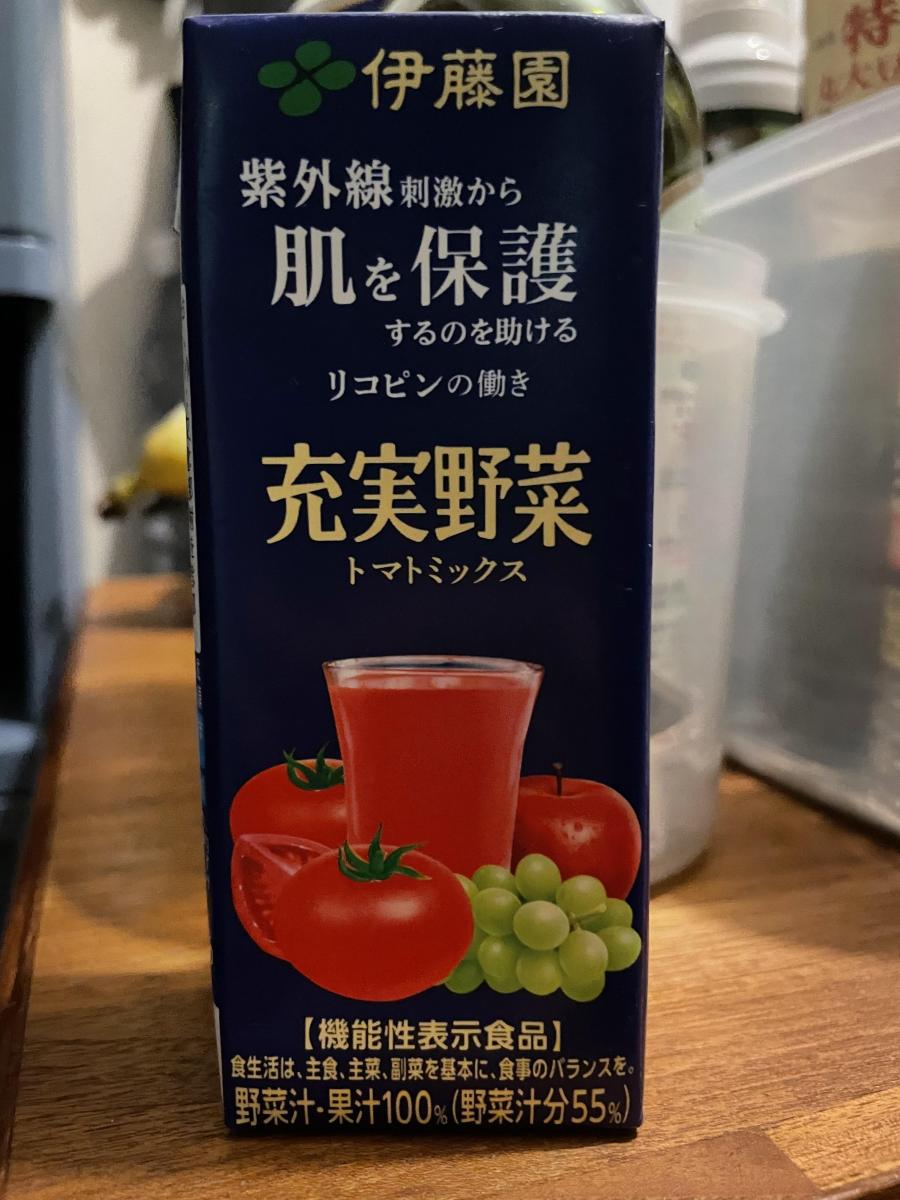 伊藤園
紫外線刺激から
肌を保護
するのを助ける
リコピンの働き
充実野菜
トマトミックス
【機能性表示食品】
食生活は、主食、主菜、副菜を基本に、食事のバランスを。
野菜汁・果汁100%(野菜汁分55%)
特
丸大豆